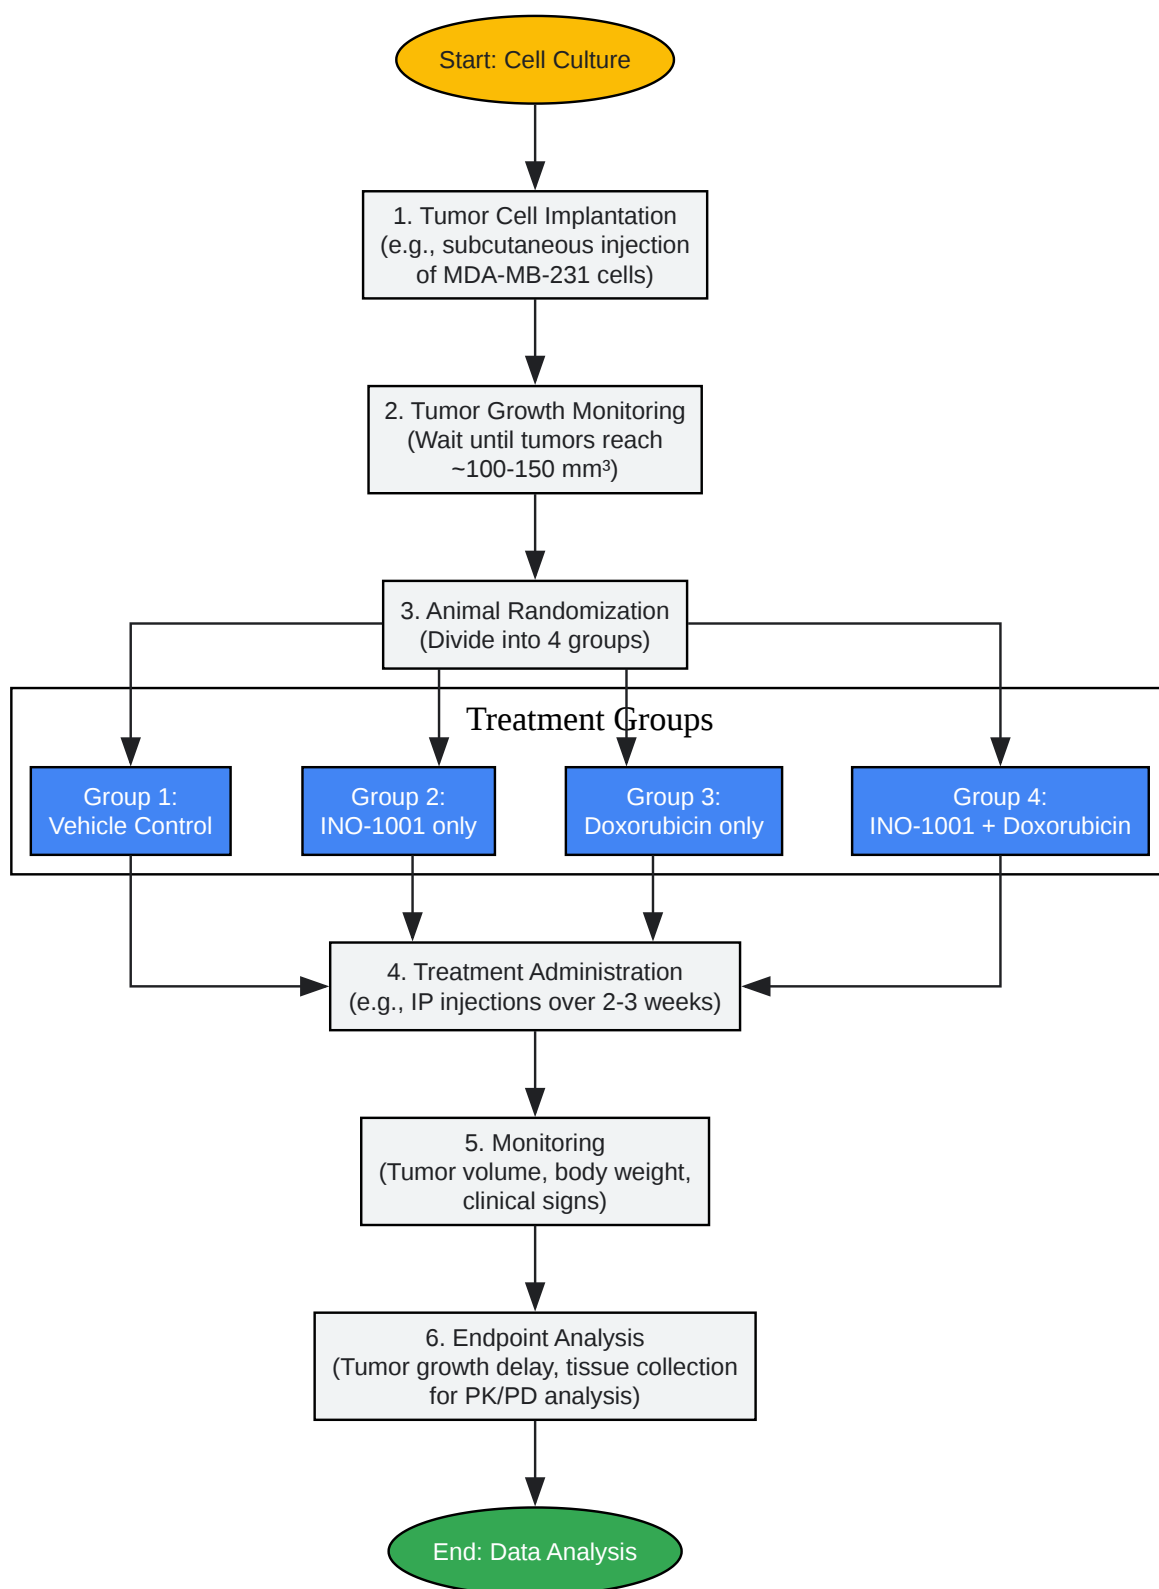 Start: Cell Culture
1. Tumor Cell Implantation
(e.g., subcutaneous injection
of MDA-MB-231 cells)
2. Tumor Growth Monitoring
(Wait until tumors reach
~100-150 mm³)
3. Animal Randomization
(Divide into 4 groups)
Treatment Groups
Group 1:
Vehicle Control
Group 2:
INO-1001 only
Group 3:
Doxorubicin only
Group 4:
INO-1001 + Doxorubicin
4. Treatment Administration
(e.g., IP injections over 2-3 weeks)
5. Monitoring
(Tumor volume, body weight,
clinical signs)
6. Endpoint Analysis
(Tumor growth delay, tissue collection
for PK/PD analysis)
End: Data Analysis